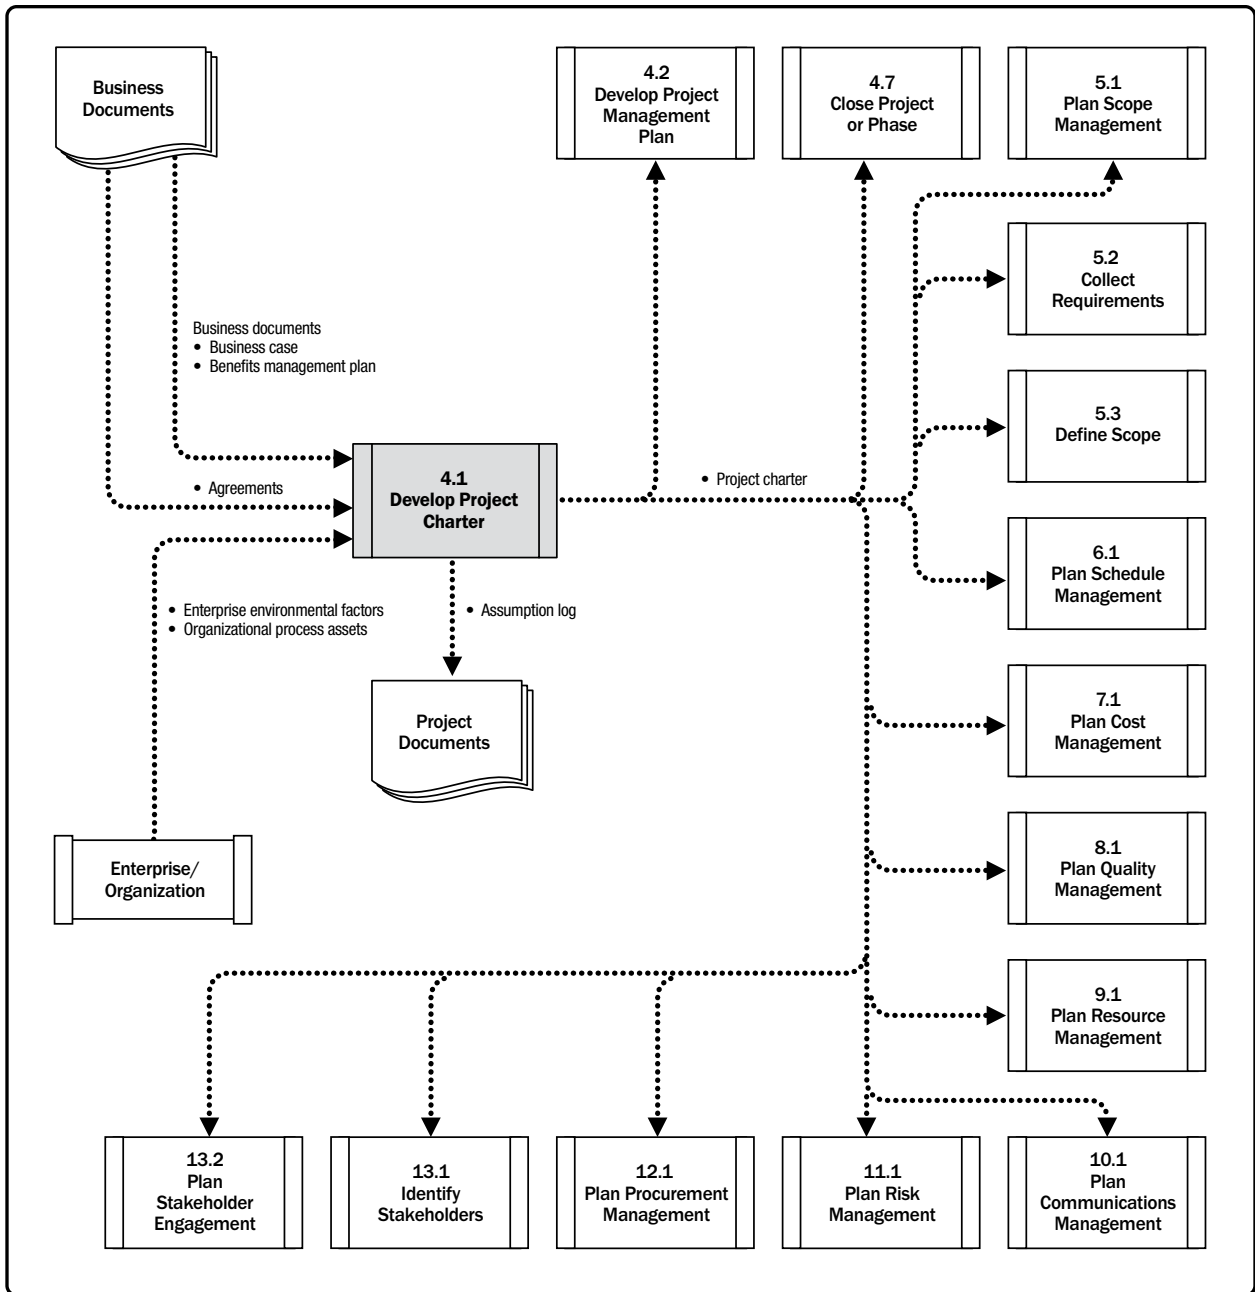 Business
Documents
4.2
Develop Project
Management
Plan
4.7
Close Project
or Phase
5.1
Plan Scope
Management
5.2
Collect
Requirements
Business documents
• Business case
• Benefits management plan
5.3
Define Scope
4.1
Develop Project
Charter
• Agreements
• Project charter
6.1
Plan Schedule
Management
• Enterprise environmental factors
• Organizational process assets
• Assumption log
Project
Documents
7.1
Plan Cost
Management
Enterprise/
Organization
8.1
Plan Quality
Management
9.1
Plan Resource
Management
13.2
Plan
Stakeholder
Engagement
13.1
Identify
Stakeholders
12.1
Plan Procurement
Management
11.1
Plan Risk
Management
10.1
Plan
Communications
Management